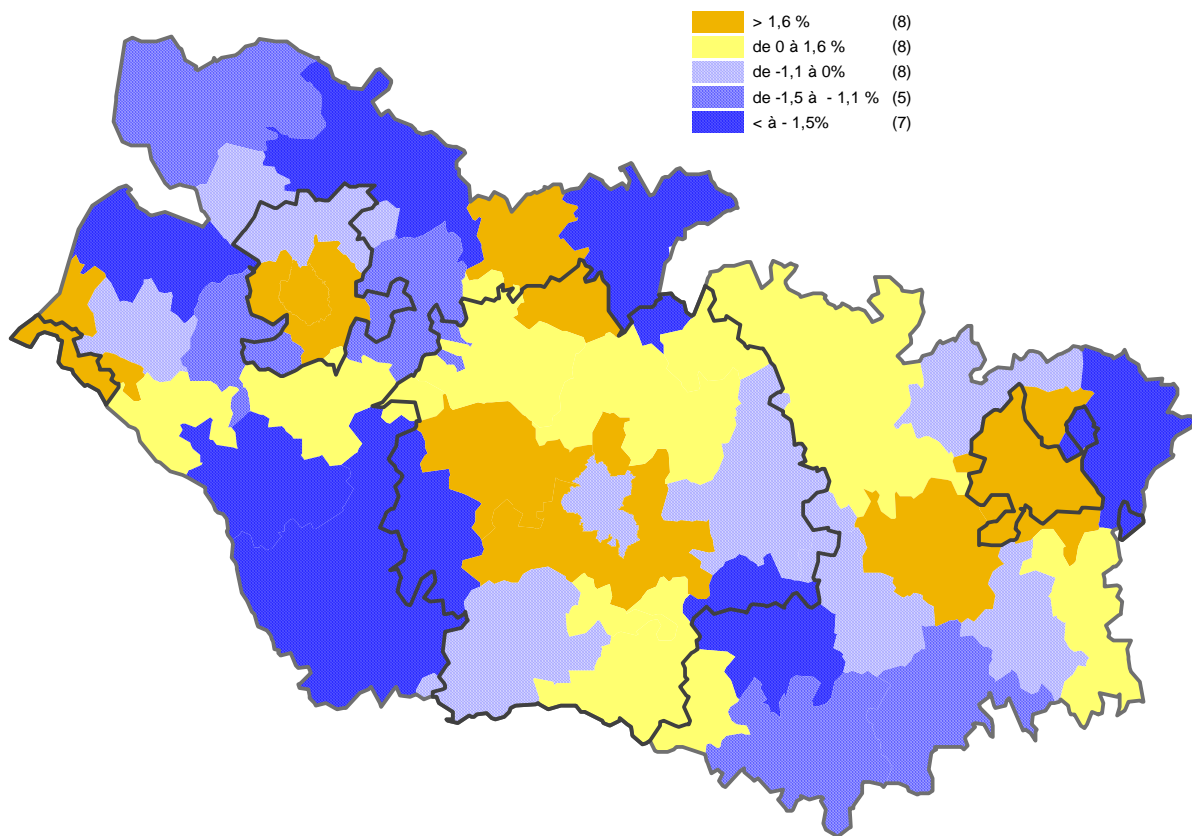 > 1,6 % (8)
de 0 à 1,6 % (8)
de -1,1 à 0% (8)
de -1,5 à - 1,1 % (5)
< à - 1,5% (7)